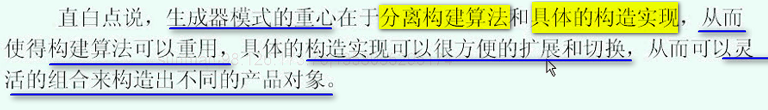 直白点说，生成器模式的重心在于分离构建算法和具体的构造实现，从而
使得构建算法可以重用，具体的构造实现可以很方便的扩展和切换，从而可以灵
活的组合来构造出不同的产品对象。